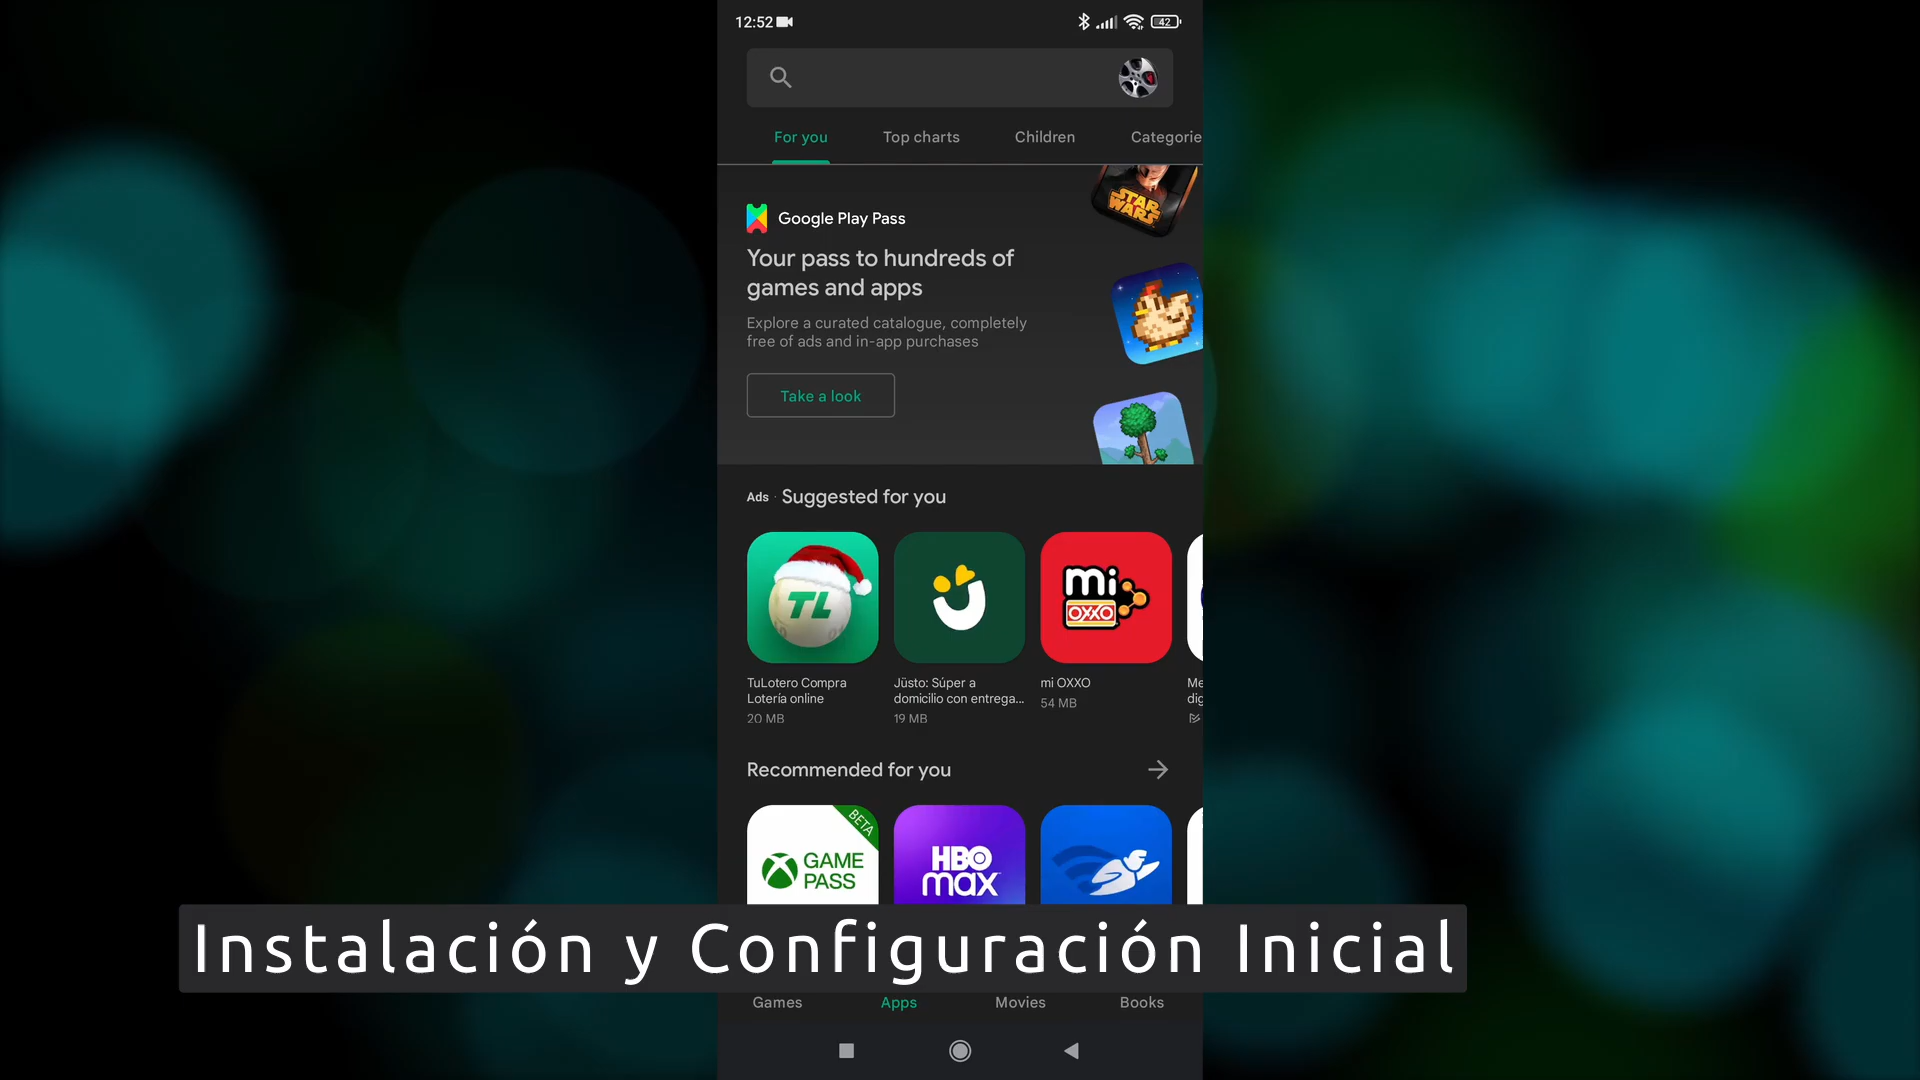 12:52
42
For you
Top charts
Children
Categorie
STAR
WARS
Google Play Pass
Your pass to hundreds of
games and apps
Explore a curated catalogue, completely
free of ads and in-app purchases
Take a look
Ads · Suggested for you
TL
mi
OXXO
TuLotero Compra
Lotería online
20 MB
Jüsto: Súper a
domicilio con entrega...
19 MB
mi OXXO
54 MB
Me
dig
Recommended for you
BETA
GAME
PASS
HBO
max
Instalación y Configuración Inicial
Games
Apps
Movies
Books